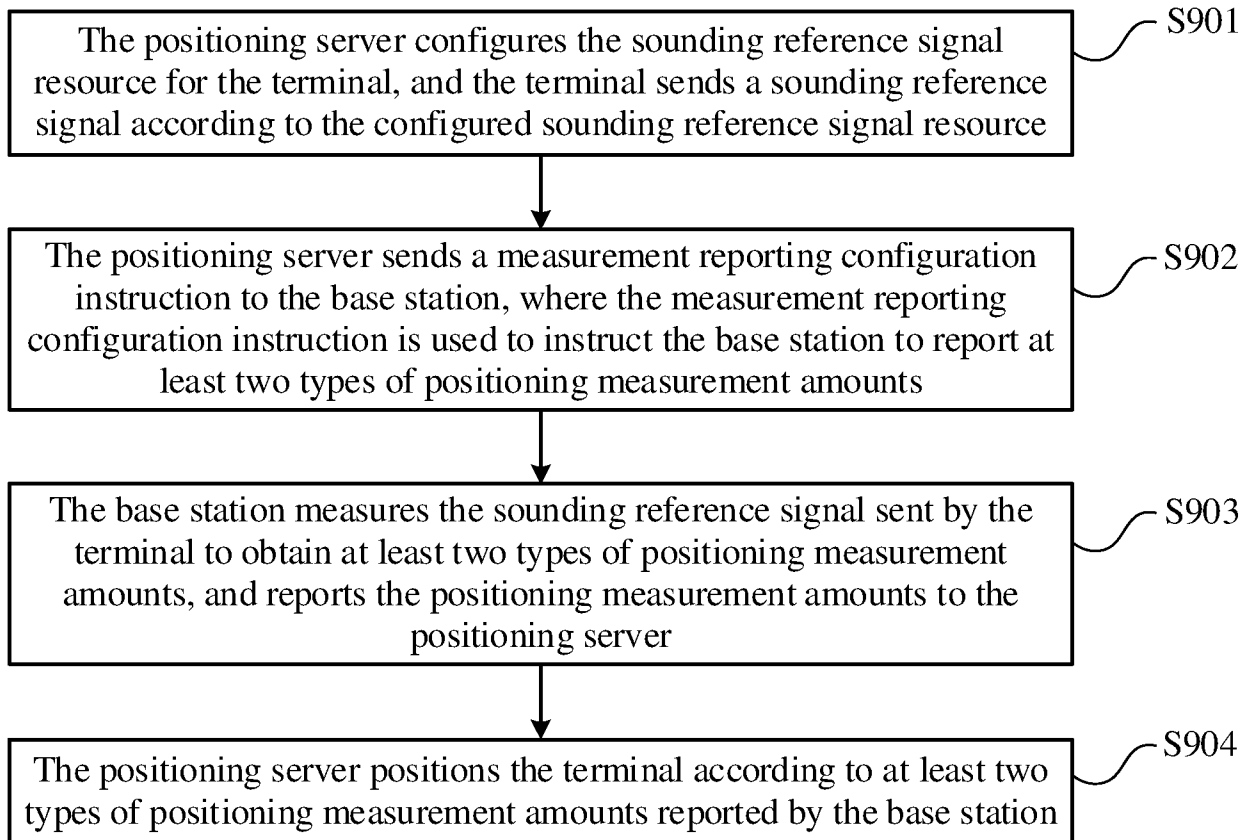 The positioning server configures the sounding reference signal
resource for the terminal, and the terminal sends a sounding reference
signal according to the configured sounding reference signal resource
S901
The positioning server sends a measurement reporting configuration
instruction to the base station, where the measurement reporting
configuration instruction is used to instruct the base station to report at
least two types of positioning measurement amounts
S902
The base station measures the sounding reference signal sent by the
terminal to obtain at least two types of positioning measurement
amounts, and reports the positioning measurement amounts to the
positioning server
S903
The positioning server positions the terminal according to at least two
types of positioning measurement amounts reported by the base station
S904